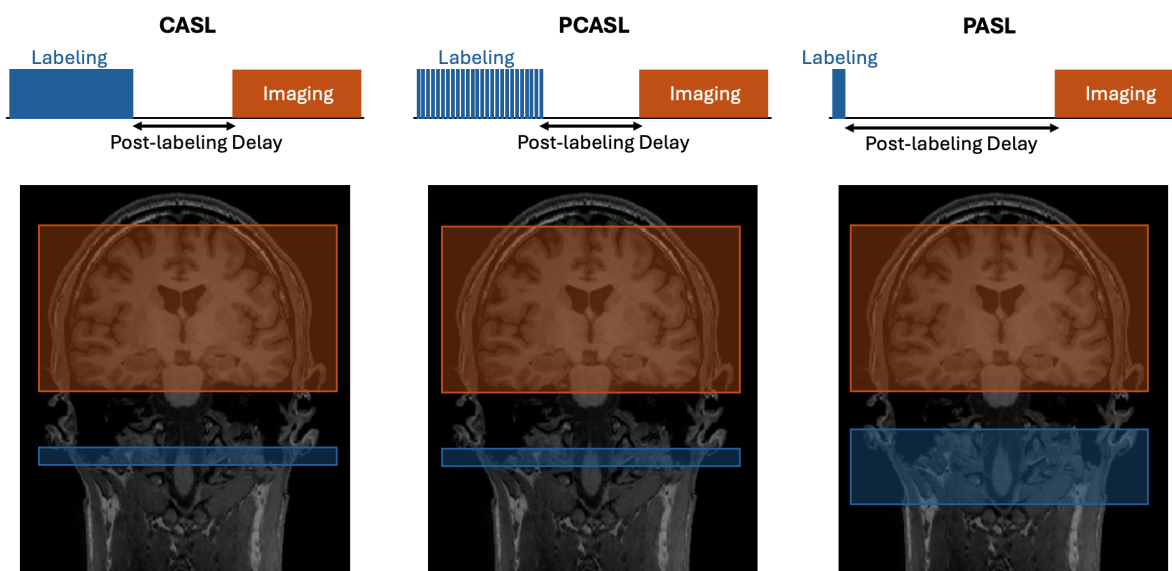 CASL
Labeling
Imaging
Post-labeling Delay
PCASL
Labeling
Imaging
Post-labeling Delay
PASL
Labeling
Imaging
Post-labeling Delay